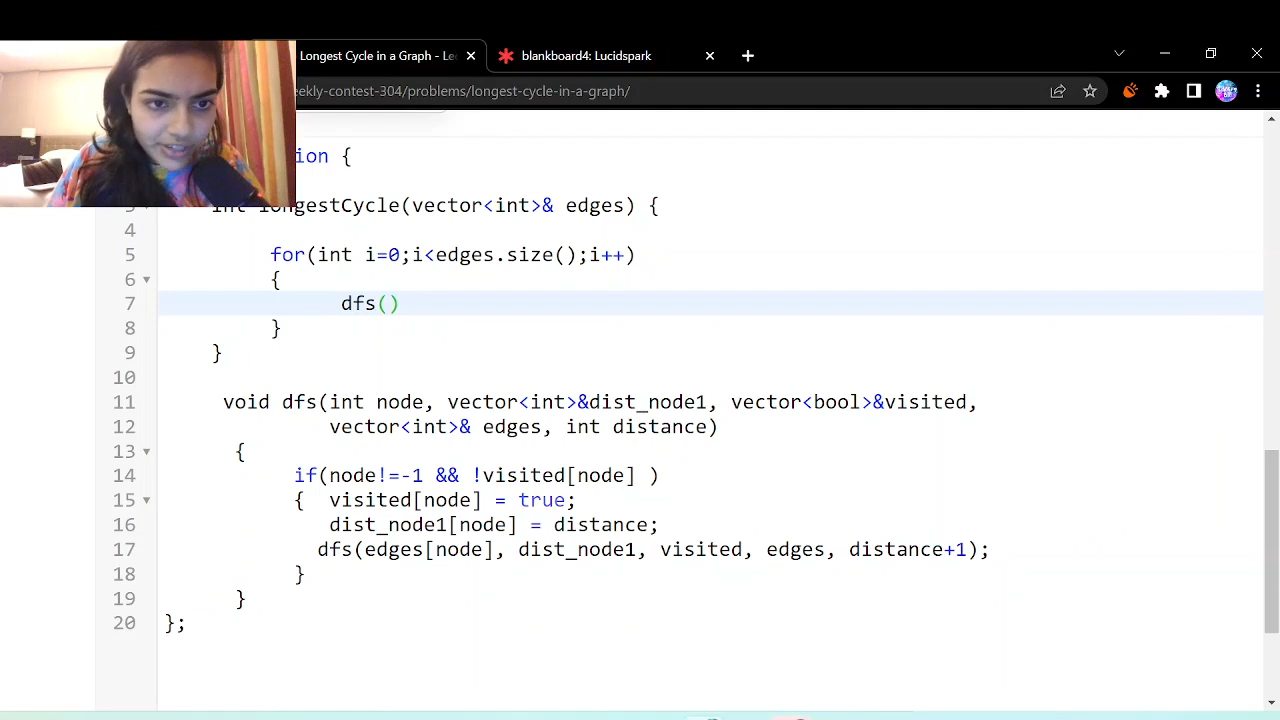 Longest Cycle in a Graph - Lee
blankboard4: Lucidspark
eekly-contest-304/problems/longest-cycle-in-a-graph/
ion {
longestCycle(vector<int>& edges) {
4
5 for(int i=0;i<edges.size();i++)
6 {
7 dfs()
8 }
9 }
10
11 void dfs(int node, vector<int>&dist_node1, vector<bool>&visited,
12 vector<int>& edges, int distance)
13 {
14 if(node!=-1 && !visited[node] )
15 { visited[node] = true;
16 dist_node1[node] = distance;
17 dfs(edges[node], dist_node1, visited, edges, distance+1);
18 }
19 }
20 };